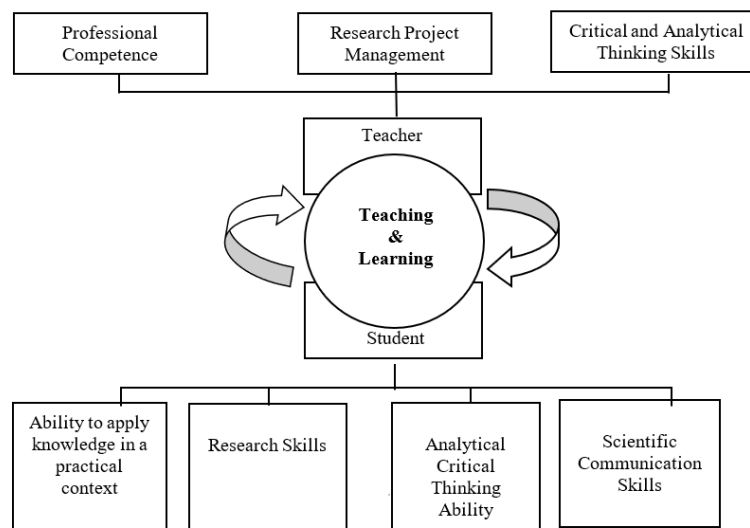 Professional
Competence
Research Project
Management
Critical and Analytical
Thinking Skills
Teacher
Teaching
&
Learning
Student
Ability to apply
knowledge in a
practical
context
Research Skills
Analytical
Critical
Thinking
Ability
Scientific
Communication
Skills